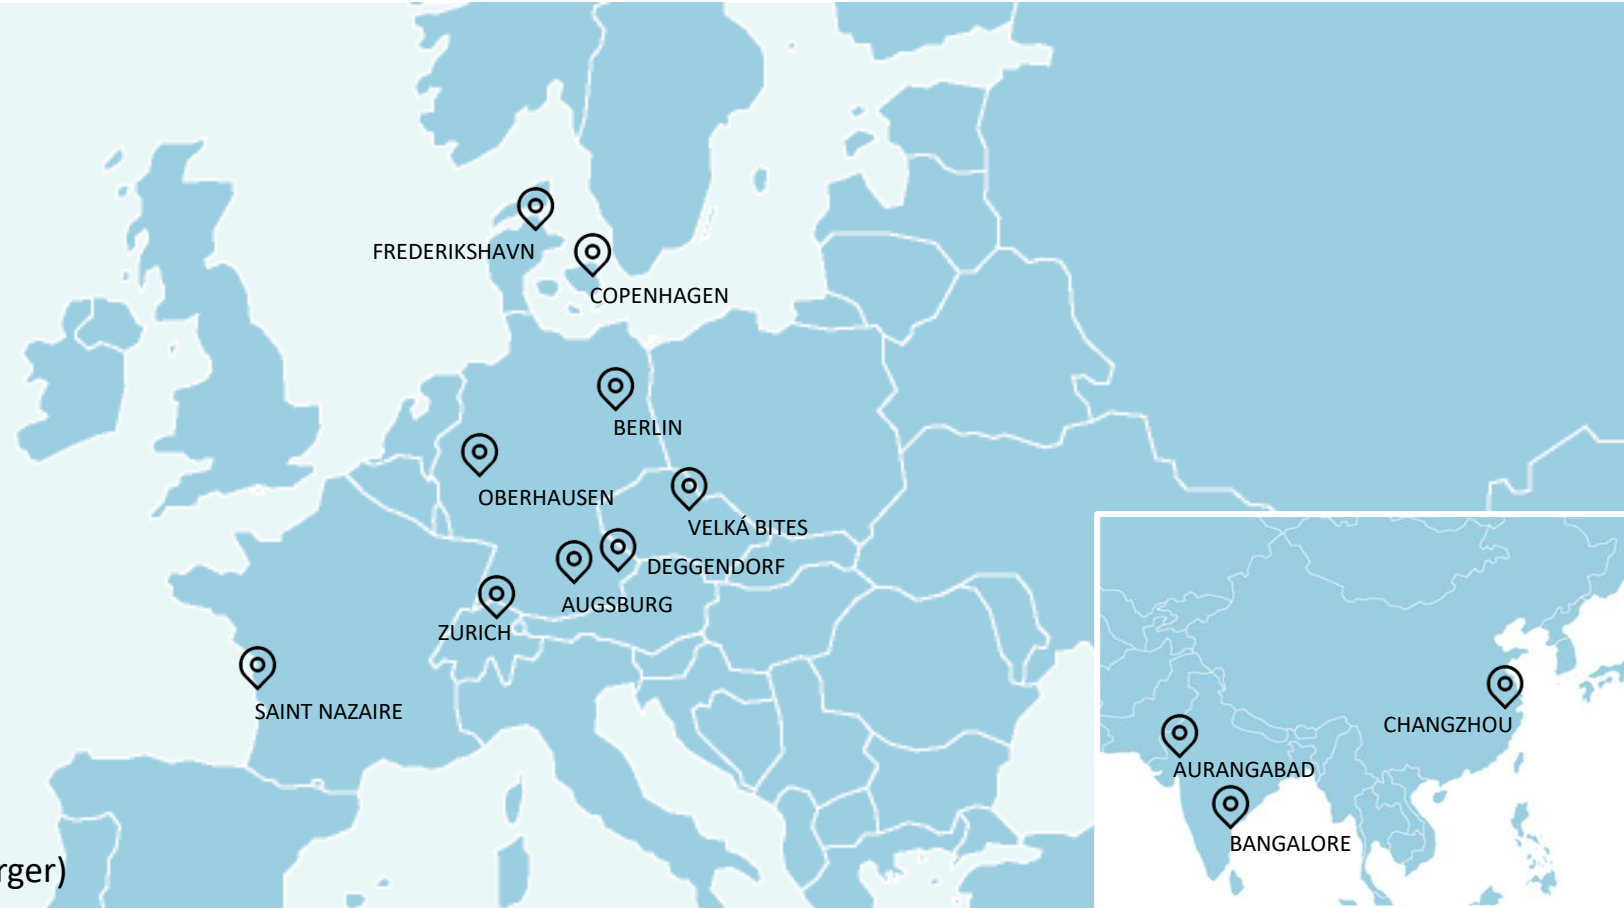 FREDERIKSHAVN
COPENHAGEN
BERLIN
OBERHAUSEN
VELKÁ BITES
DEGGENDORF
AUGSBURG
ZURICH
SAINT NAZAIRE
CHANGZHOU
AURANGABAD
BANGALORE
rger)